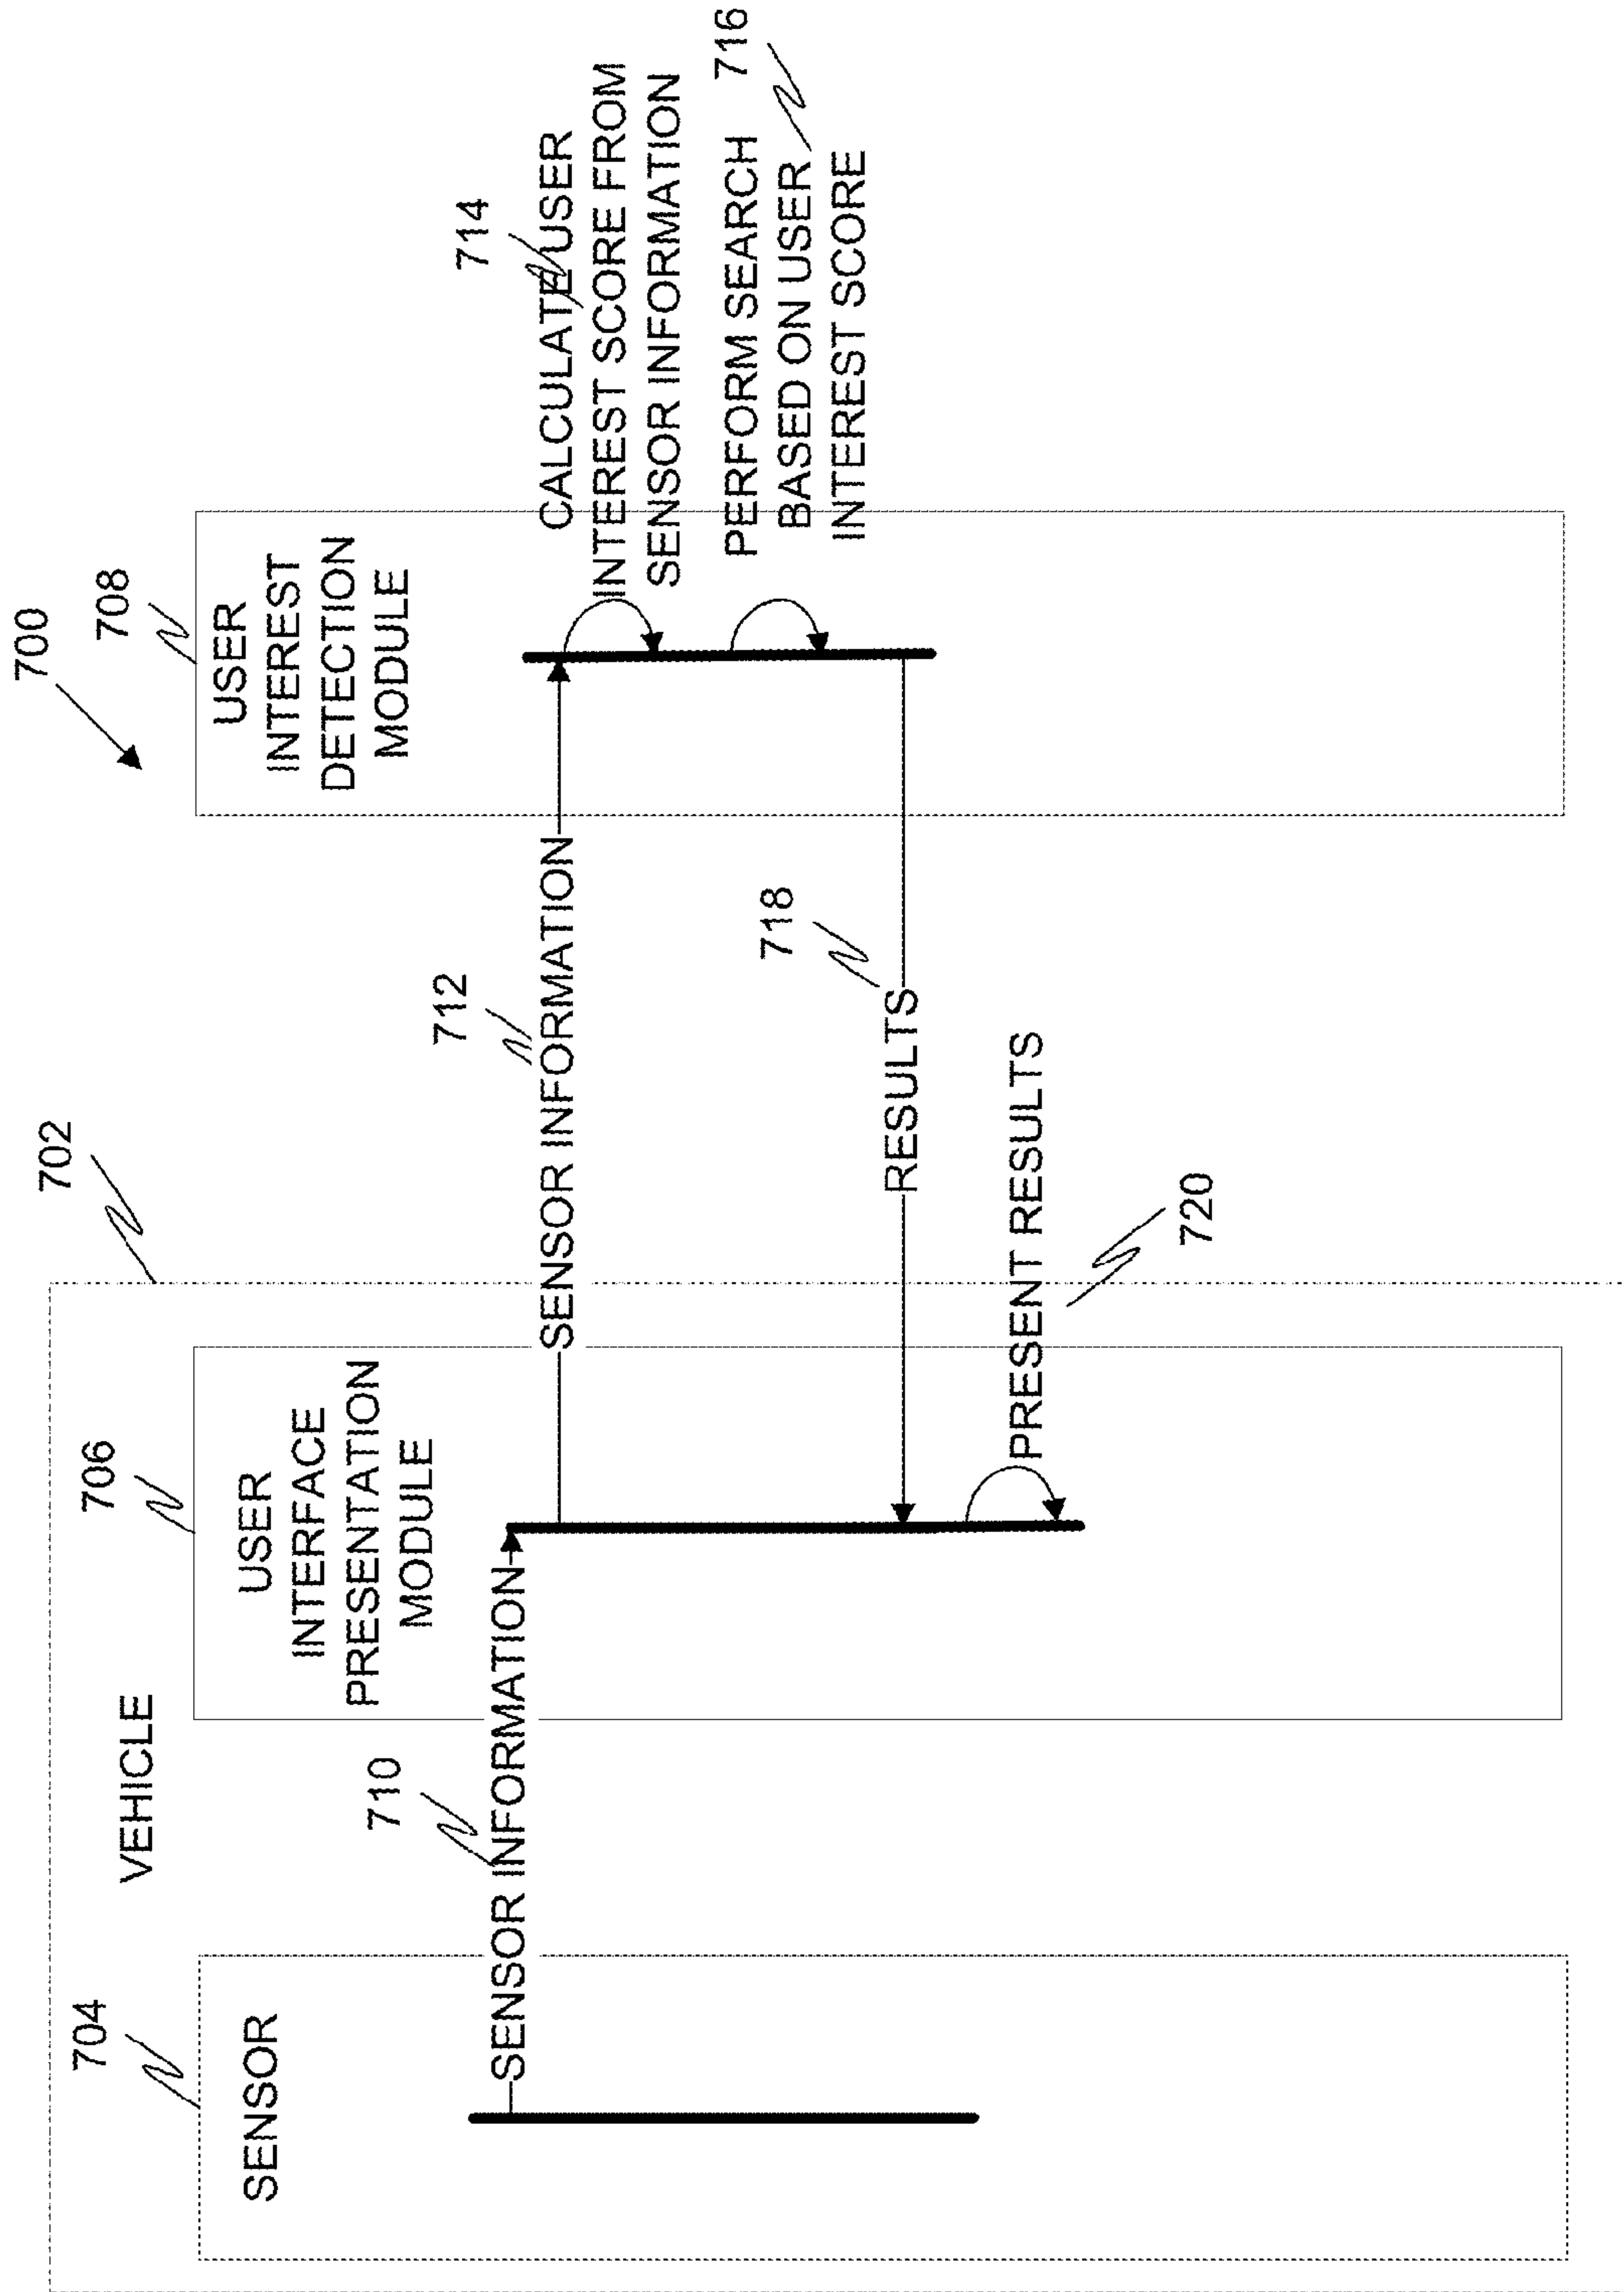 700
702
VEHICLE
704
SENSOR
706
USER
INTERFACE
PRESENTATION
MODULE
708
USER
INTEREST
DETECTION
MODULE
710
SENSOR INFORMATION
712
SENSOR INFORMATION
714
CALCULATE USER
INTEREST SCORE FROM
SENSOR INFORMATION
716
PERFORM SEARCH
BASED ON USER
INTEREST SCORE
718
RESULTS
PRESENT RESULTS
720